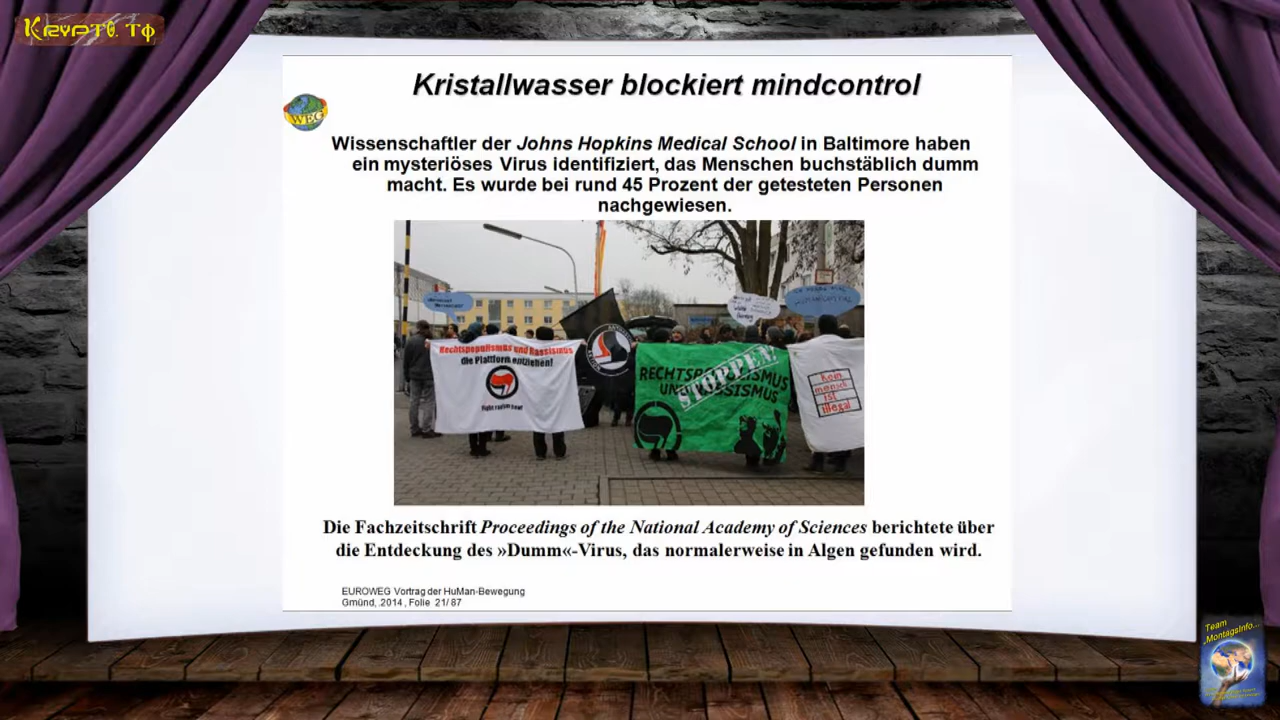 KRYPTO.TV
Kristallwasser blockiert mindcontrol
WEG
Wissenschaftler der Johns Hopkins Medical School in Baltimore haben
ein mysteriöses Virus identifiziert, das Menschen buchstäblich dumm
macht. Es wurde bei rund 45 Prozent der getesteten Personen
nachgewiesen.
Rechtspopulismus und Rassismus
die Plattform entziehen!
RECHTSPOPULISMUS
UND RASSISMUS
STOPPEN!
Kein
mensch
ist
illegal
Die Fachzeitschrift Proceedings of the National Academy of Sciences berichtete über
die Entdeckung des »Dumm«-Virus, das normalerweise in Algen gefunden wird.
EUROWEG Vortrag der HuMan-Bewegung
Gmünd, .2014 , Folie 21/ 87
Team
„MontagsInfo...